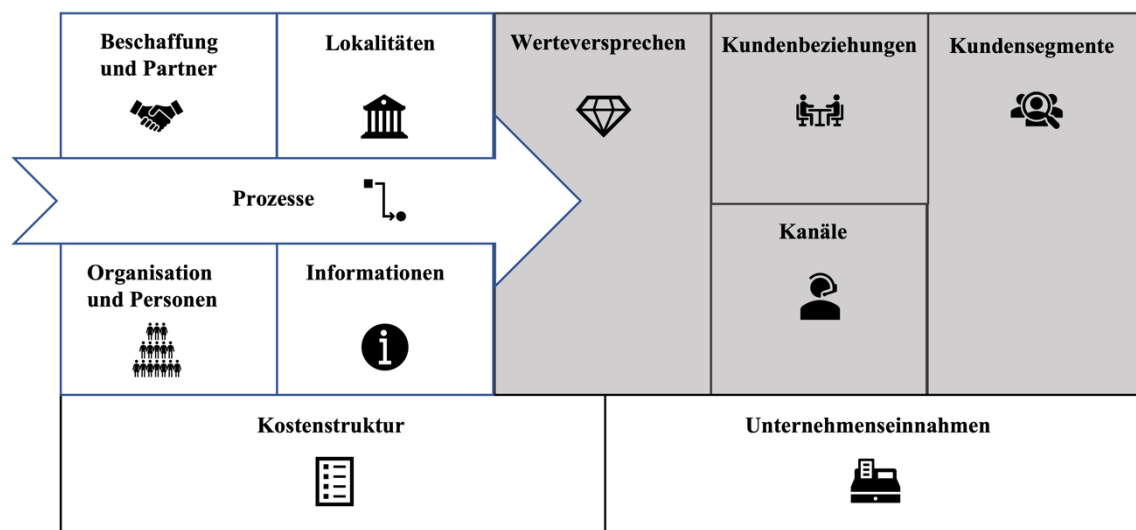 Beschaffung
und Partner
Lokalitäten
Werteversprechen
Kundenbeziehungen
Kundensegmente
Prozesse
Kanäle
Organisation
und Personen
Informationen
Kostenstruktur
Unternehmenseinnahmen